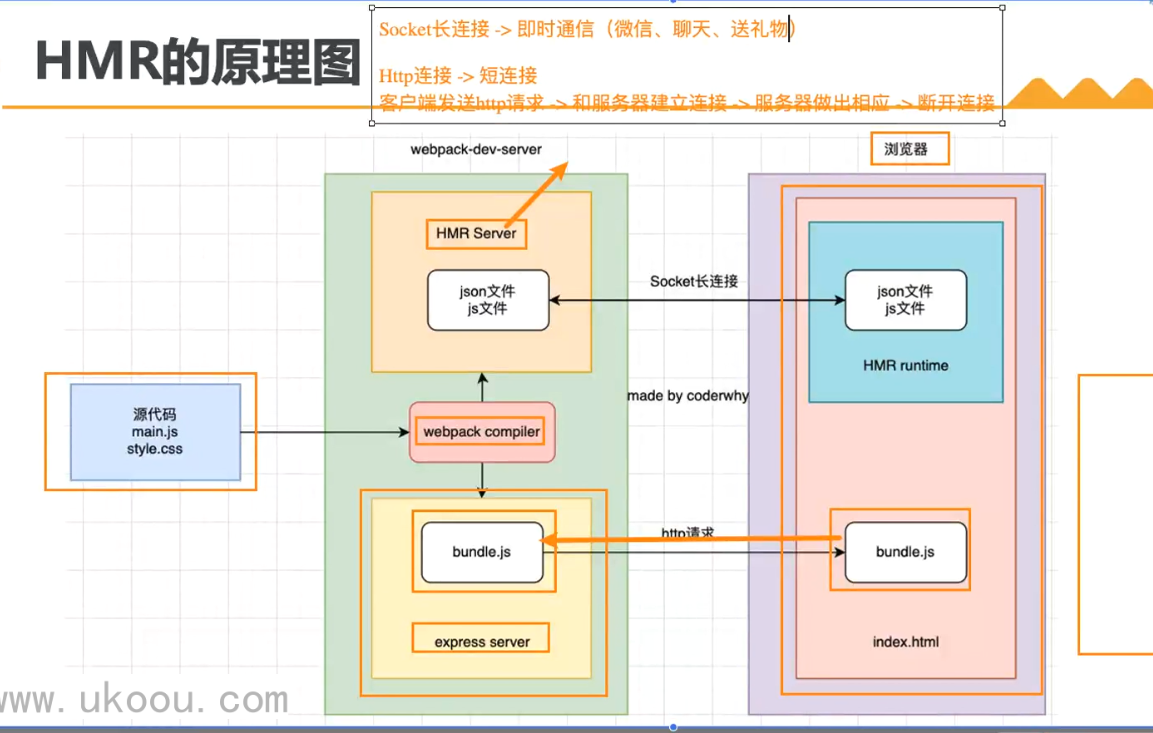 HMR的原理图
Socket长连接 -> 即时通信（微信、聊天、送礼物）
Http连接 -> 短连接
客户端发送http请求 -> 和服务器建立连接 -> 服务器做出相应 -> 断开连接
webpack-dev-server
浏览器
HMR Server
json文件
js文件
Socket长连接
json文件
js文件
HMR runtime
made by coderwhy
源代码
main.js
style.css
webpack compiler
http请求
bundle.js
bundle.js
express server
index.html
www.ukoou.com